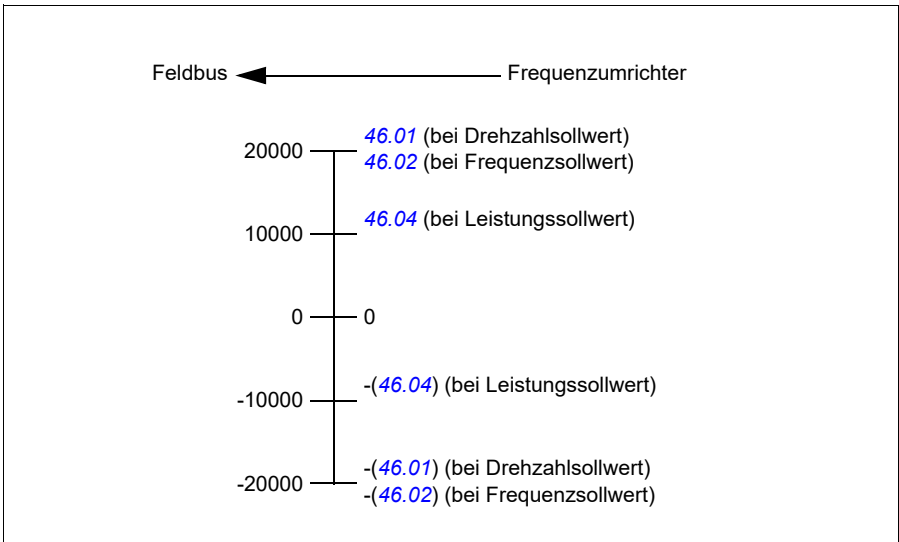 Feldbus
Frequenzumrichter
46.01 (bei Drehzahlsollwert)
20000
46.02 (bei Frequenzsollwert)
46.04 (bei Leistungssollwert)
10000
0
0
-(46.04) (bei Leistungssollwert)
-10000
-(46.01) (bei Drehzahlsollwert)
-20000
-(46.02) (bei Frequenzsollwert)